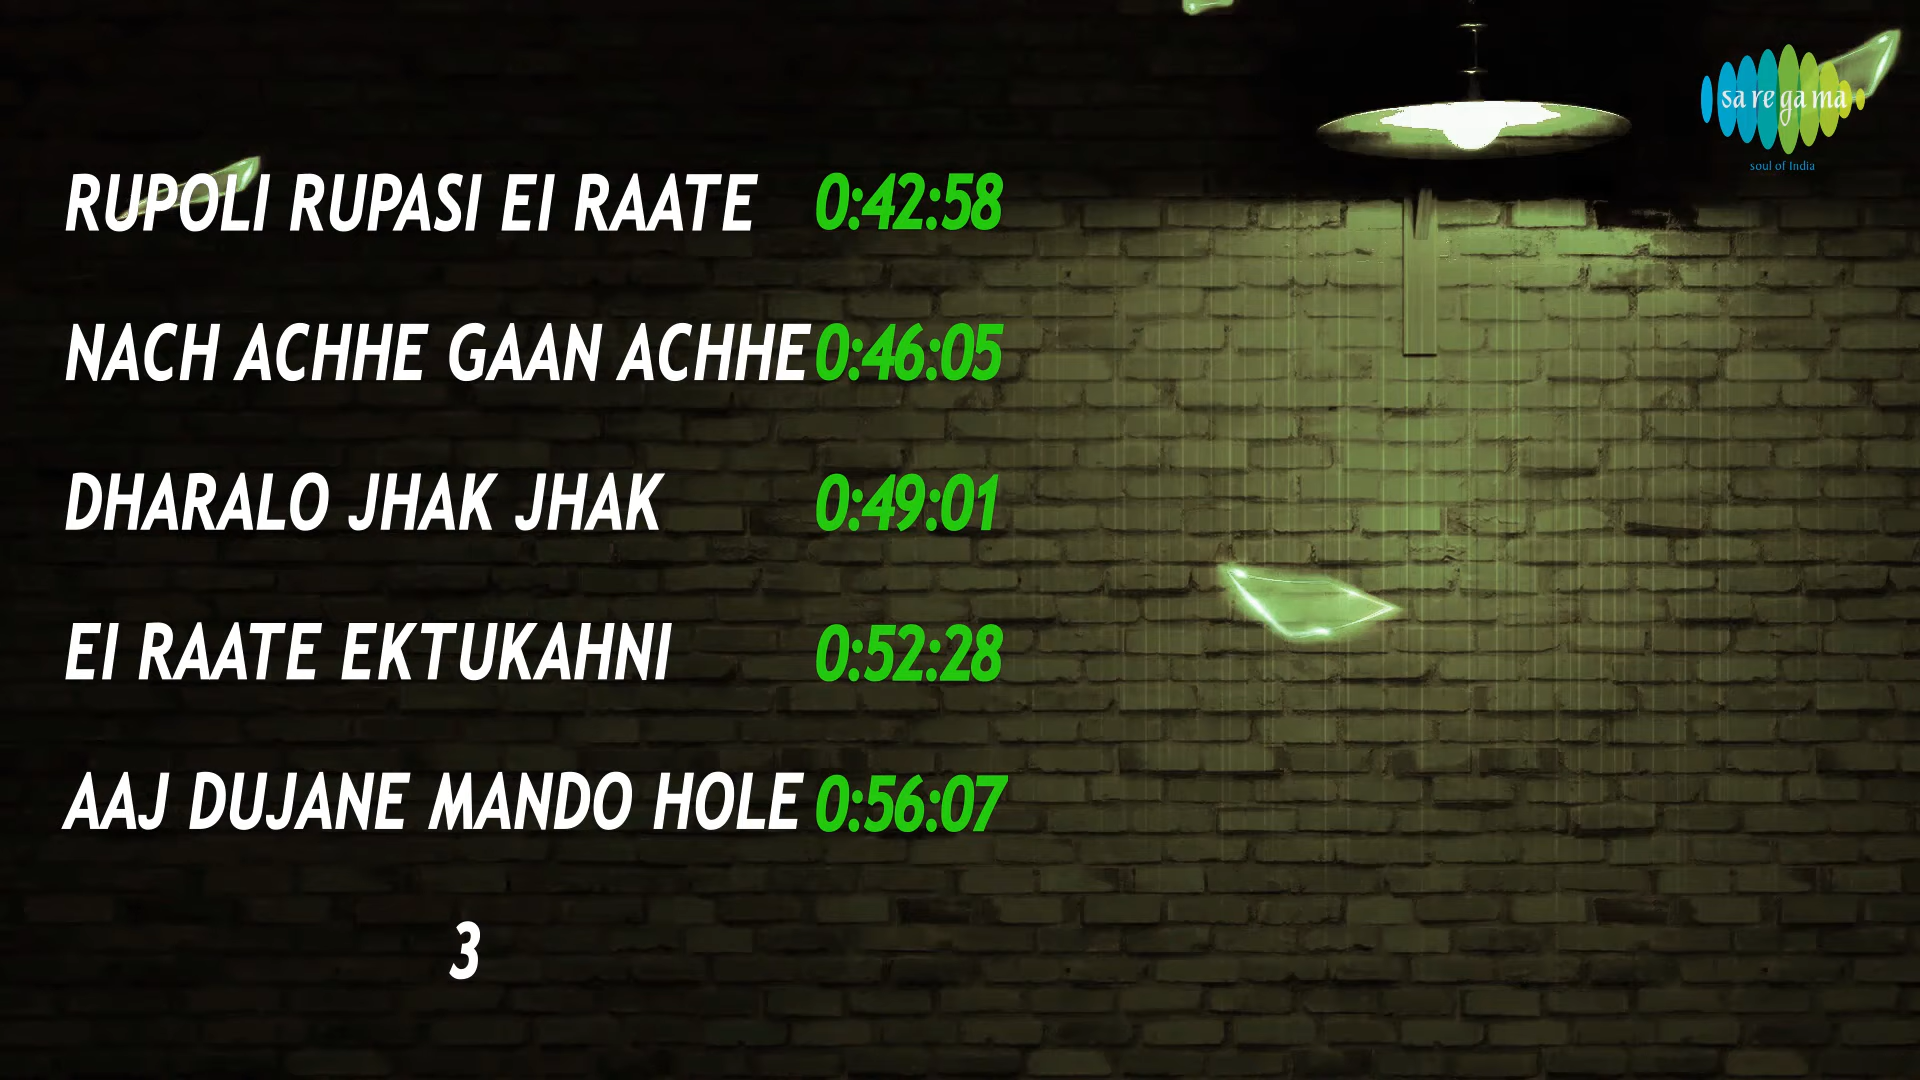 sa re ga ma
soul of India
RUPOLI RUPASI EI RAATE 0:42:58
NACH ACHHE GAAN ACHHE 0:46:05
DHARALO JHAK JHAK 0:49:01
EI RAATE EKTUKAHNI 0:52:28
AAJ DUJANE MANDO HOLE 0:56:07
3